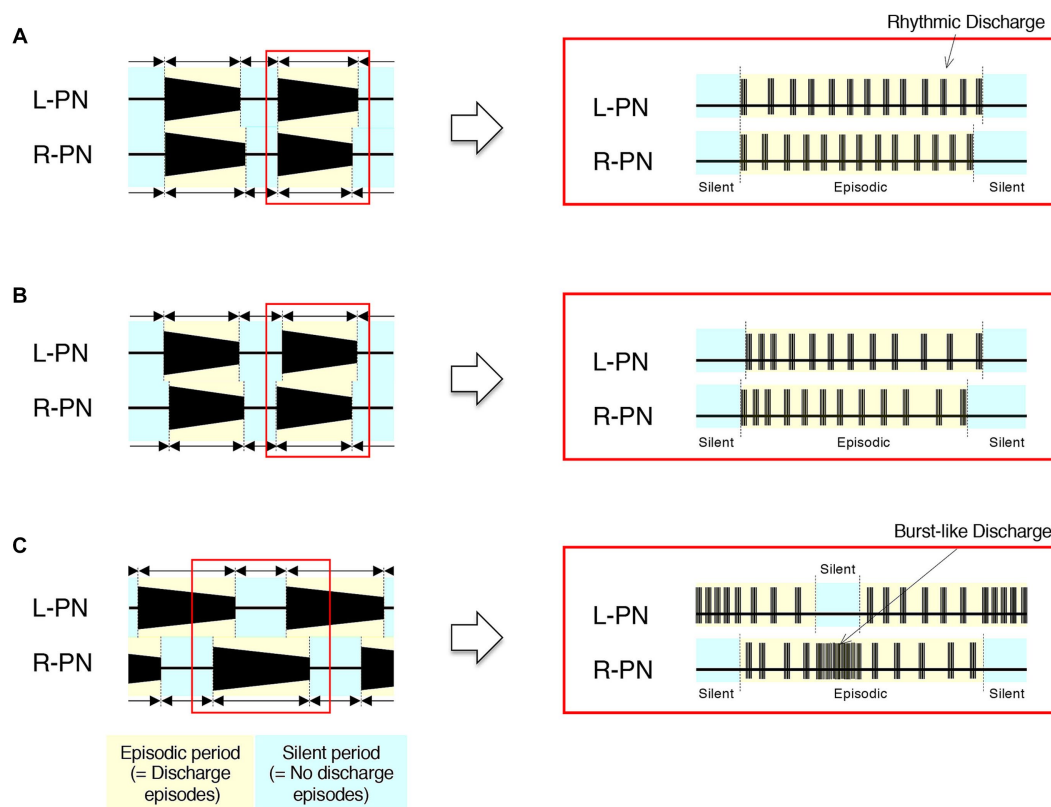 A
Rhythmic Discharge
L-PN
R-PN
L-PN
R-PN
Silent
Episodic
Silent
B
L-PN
R-PN
L-PN
R-PN
Silent
Episodic
Silent
C
Burst-like Discharge
Silent
L-PN
R-PN
L-PN
R-PN
Silent
Episodic
Silent
Episodic period
(= Discharge
episodes)
Silent period
(= No discharge
episodes)